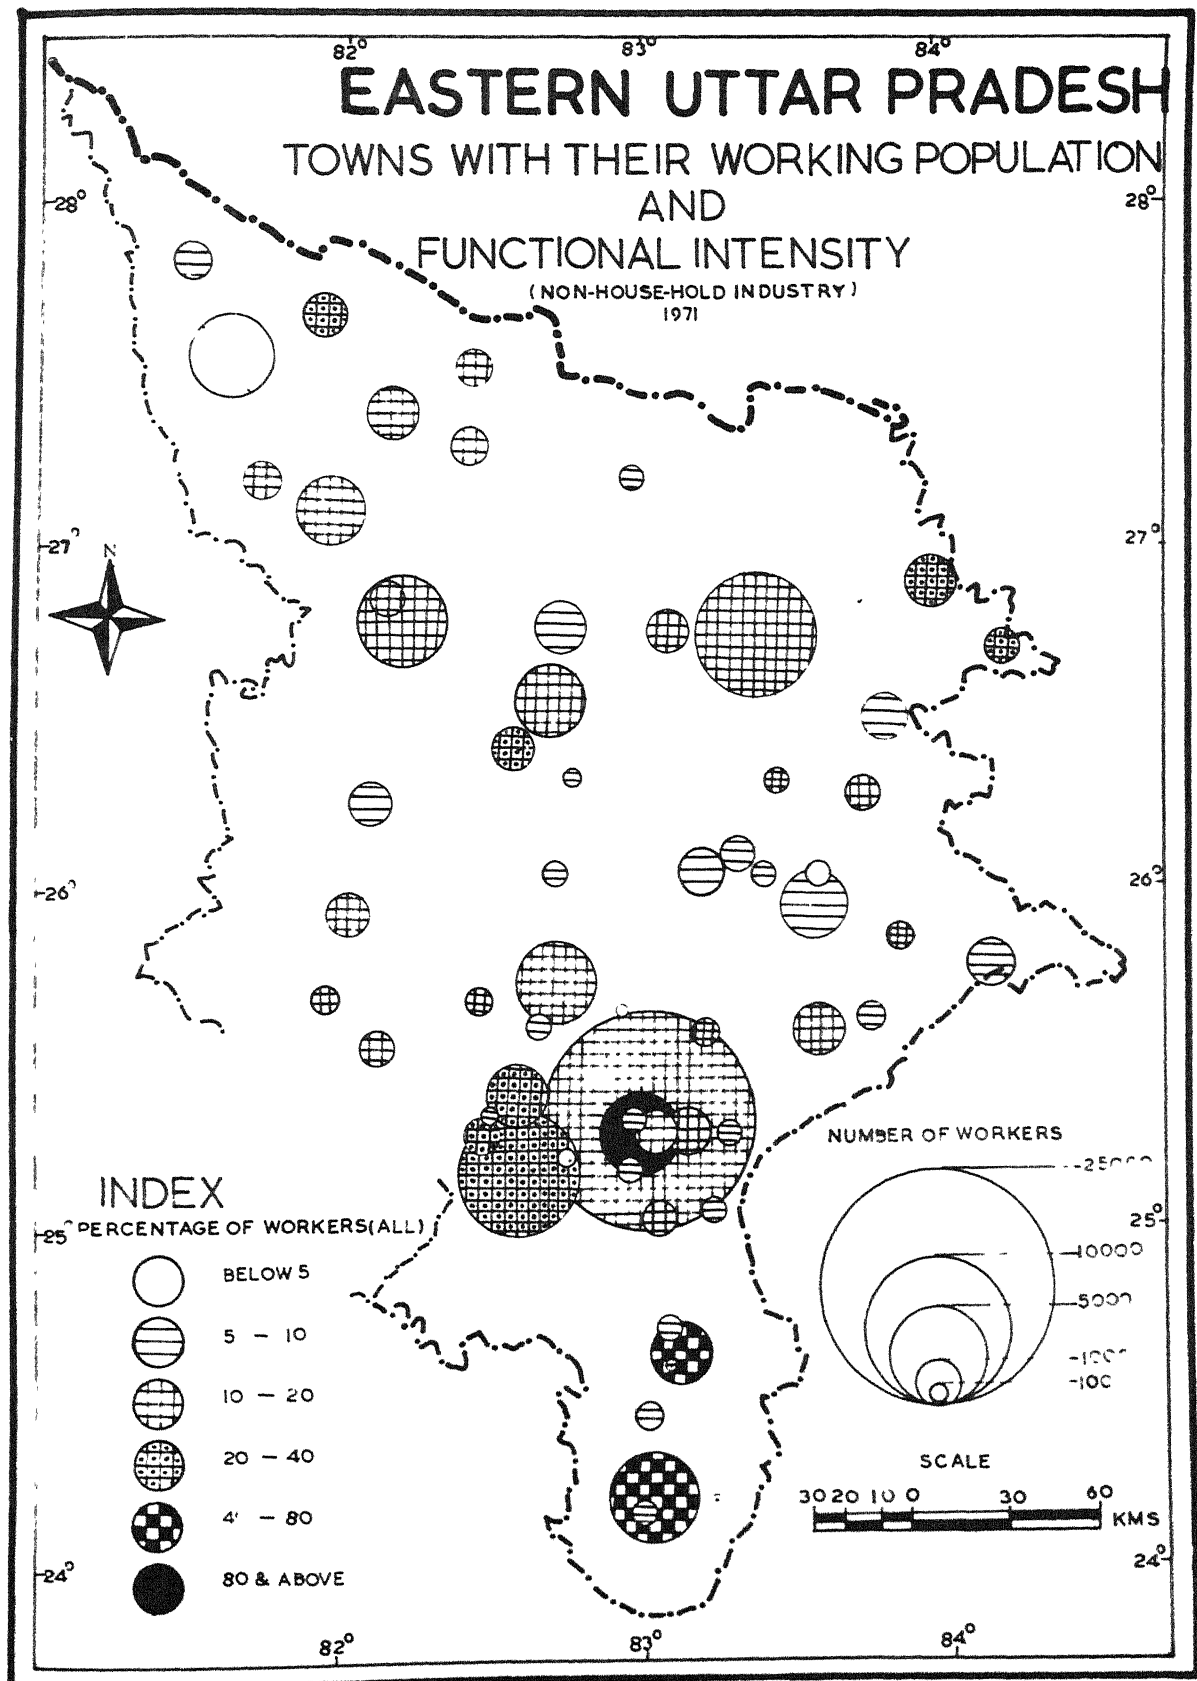 82° 83° 84°
EASTERN UTTAR PRADESH
TOWNS WITH THEIR WORKING POPULATION
AND
FUNCTIONAL INTENSITY
(NON-HOUSE-HOLD INDUSTRY)
1971
28° 28°
27° 27°
N
26° 26°
NUMBER OF WORKERS
10000
5000
100
INDEX
25° 25°
PERCENTAGE OF WORKERS(ALL)
BELOW 5
5 - 10
10 - 20
20 - 40
- 80
80 & ABOVE
SCALE
30 20 10 0 30 60
KMS
24° 24°
82° 83° 84°